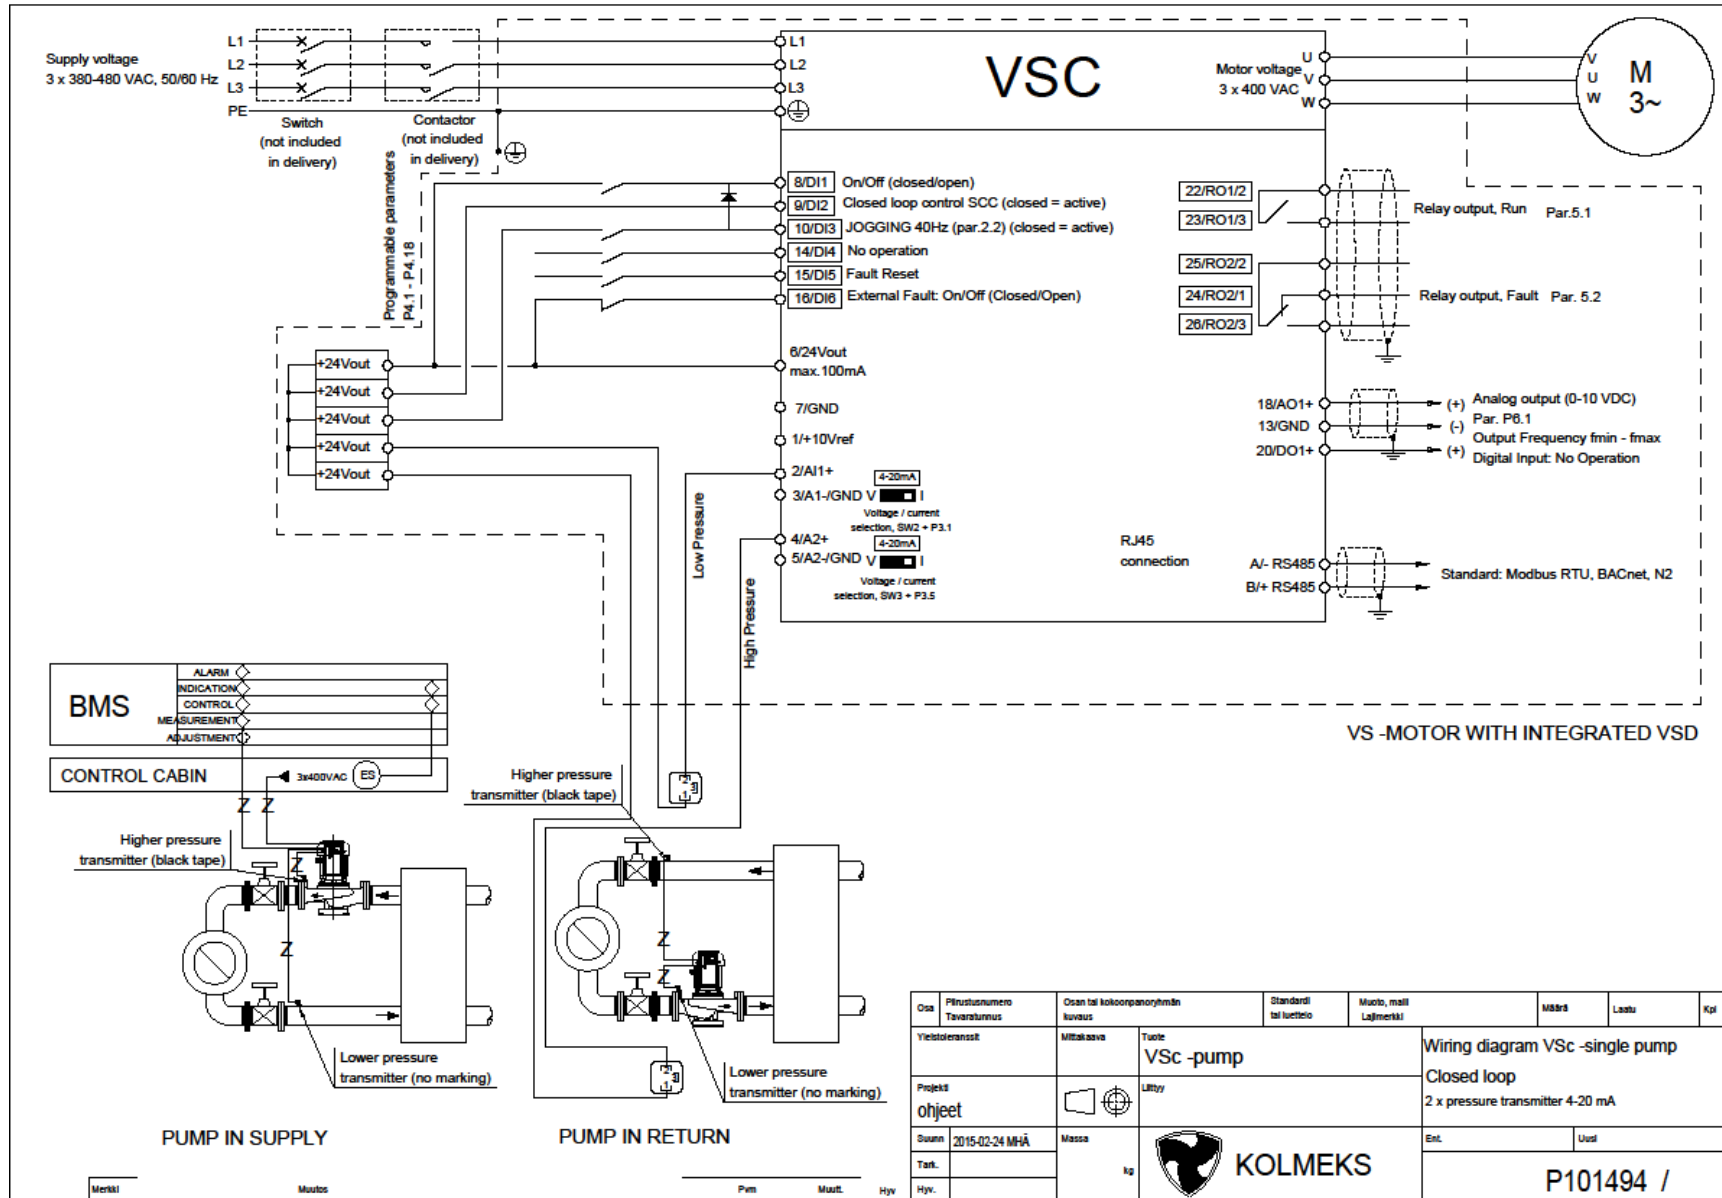 Supply voltage
3 x 380-480 VAC, 50/60 Hz
L1
L2
L3
PE
Switch
(not included
in delivery)
Contactor
(not included
in delivery)
Programmable parameters
P4.1 - P4.18
L1
L2
L3
VSC
Motor voltage
3 x 400 VAC
U
V
W
V
U
W
M
3~
8/DI1 On/Off (closed/open)
9/DI2 Closed loop control SCC (closed = active)
10/DI3 JOGGING 40Hz (par.2.2) (closed = active)
14/DI4 No operation
15/DI5 Fault Reset
16/DI6 External Fault: On/Off (Closed/Open)
6/24Vout
max.100mA
7/GND
1/+10Vref
2/AI1+
4-20mA
3/A1-/GND V I
Voltage / current
selection, SW2 + P3.1
4/A2+
4-20mA
5/A2-/GND V I
Voltage / current
selection, SW3 + P3.5
22/RO1/2
23/RO1/3
Relay output, Run Par.5.1
25/RO2/2
24/RO2/1
26/RO2/3
Relay output, Fault Par. 5.2
18/AO1+
13/GND
20/DO1+
(+) Analog output (0-10 VDC)
(-) Par. P6.1
Output Frequency fmin - fmax
(+) Digital Input: No Operation
RJ45
connection
A/- RS485
B/+ RS485
Standard: Modbus RTU, BACnet, N2
+24Vout
+24Vout
+24Vout
+24Vout
+24Vout
Low Pressure
High Pressure
VS -MOTOR WITH INTEGRATED VSD
BMS
ALARM
INDICATION
CONTROL
MEASUREMENT
ADJUSTMENT
CONTROL CABIN
3x400VAC
ES
Z Z
Higher pressure
transmitter (black tape)
Z
Z
Lower pressure
transmitter (no marking)
PUMP IN SUPPLY
Higher pressure
transmitter (black tape)
2
1
Z
Z
2
1
Lower pressure
transmitter (no marking)
PUMP IN RETURN
Osa
Piirustusnumero
Tavaratunnus
Osan tai kokoonpanoryhmän
kuvaus
Standardi
tai luettelo
Muoto, malli
Lajimerkki
Määrä
Laatu
Kpl
Yleistoleranssit
Mittakaava
Tuote
VSc -pump
Wiring diagram VSc -single pump
Closed loop
2 x pressure transmitter 4-20 mA
Projekti
ohjeet
Liittyy
Suunn 2015-02-24 MHÄ
Tark.
Hyv.
Massa
kg
KOLMEKS
Ent.
Uusi
P101494 /
Merkki
Muutos
Pvm
Muutt.
Hyv